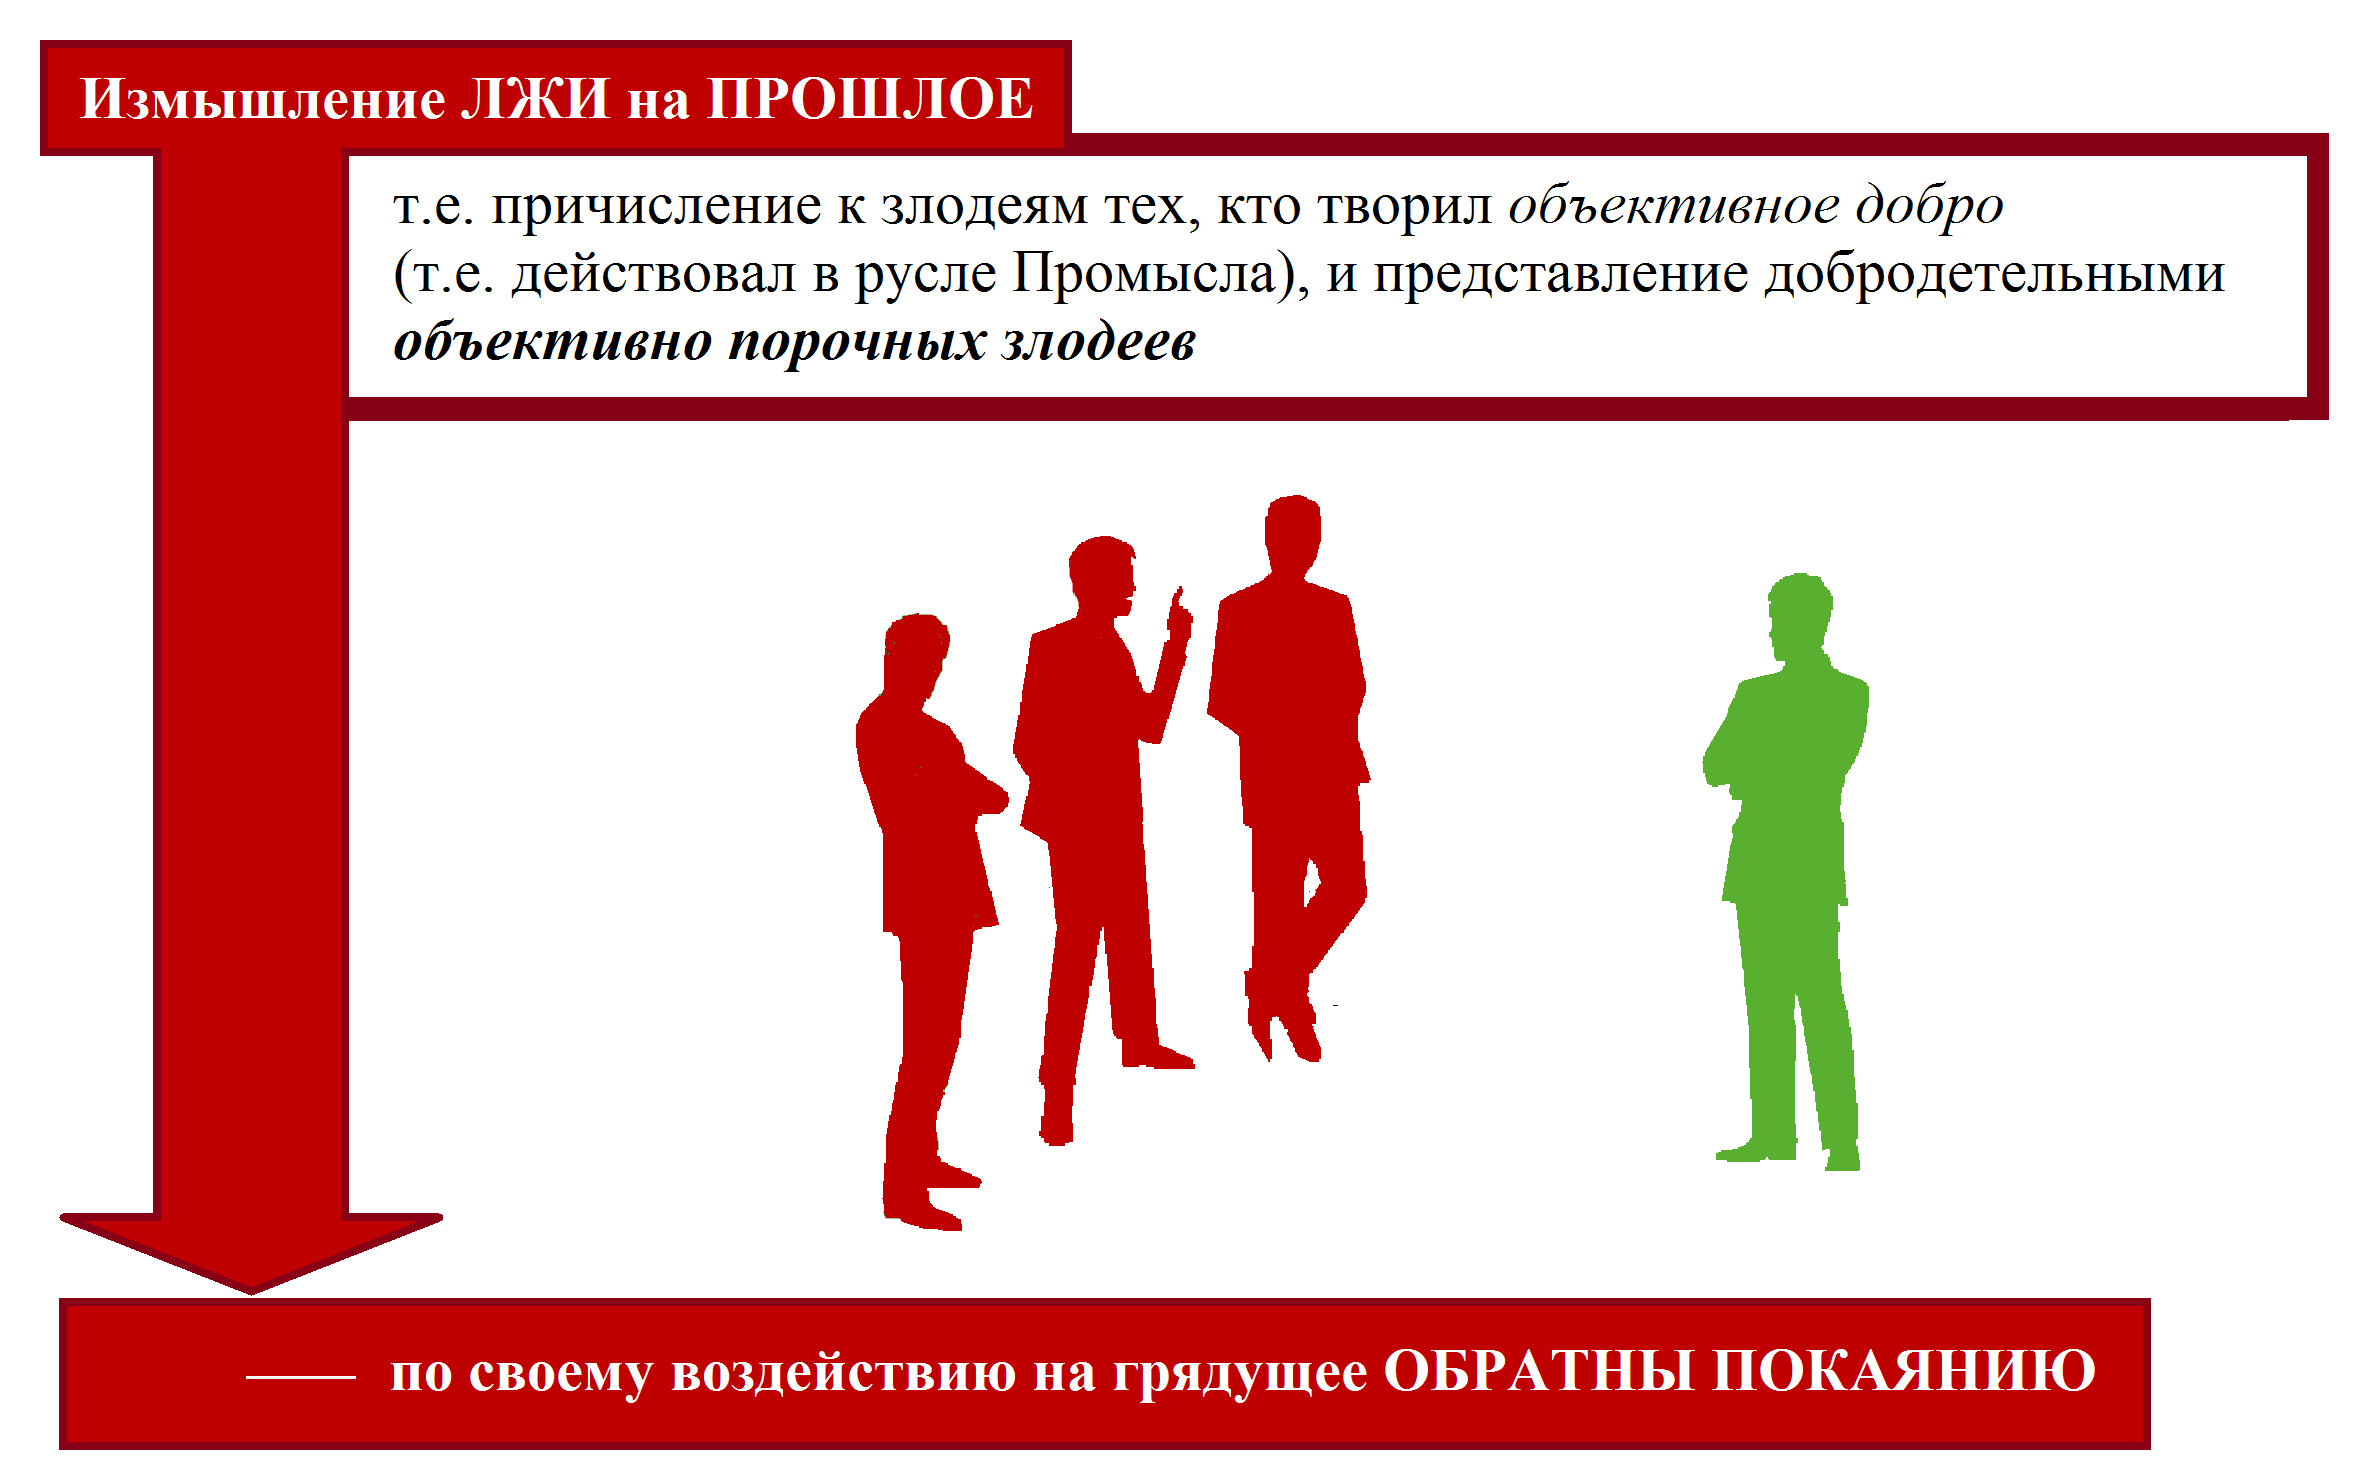 Измышление ЛЖИ на ПРОШЛОЕ
т.е. причисление к злодеям тех, кто творил объективное добро
(т.е. действовал в русле Промысла), и представление добродетельными
объективно порочных злодеев
—— по своему воздействию на грядущее ОБРАТНЫ ПОКАЯНИЮ